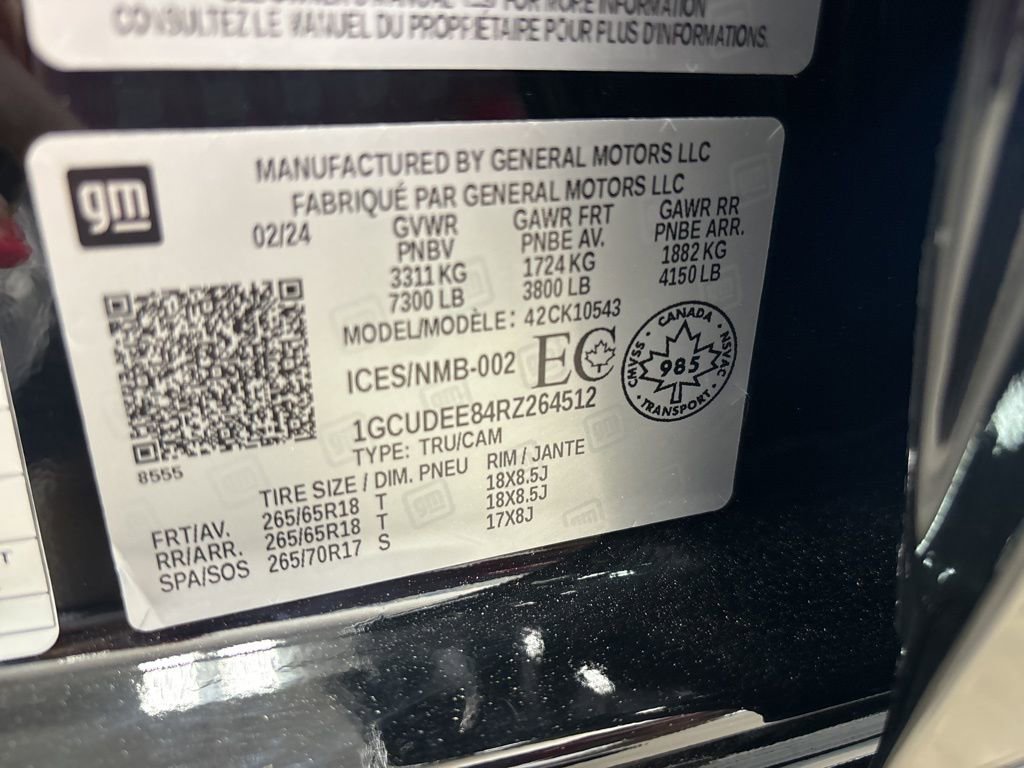 FOR MORE INFORMATION
CONSULTEZ LE MANUEL DU PROPRIÉTAIRE POUR PLUS D'INFORMATIONS.
gm
MANUFACTURED BY GENERAL MOTORS LLC
FABRIQUÉ PAR GENERAL MOTORS LLC
02/24 GVWR GAWR FRT GAWR RR
PNBV PNBE AV. PNBE ARR.
3311 KG 1724 KG 1882 KG
7300 LB 3800 LB 4150 LB
MODEL/MODÈLE: 42CK10543
ICES/NMB-002 EC
CANADA
CMVSS 985 NSVAC
TRANSPORT
1GCUDEE84RZ264512
TYPE: TRU/CAM
8555
TIRE SIZE / DIM. PNEU RIM / JANTE
FRT/AV. 265/65R18 T 18X8.5J
RR/ARR. 265/65R18 T 18X8.5J
SPA/SOS 265/70R17 S 17X8J
T